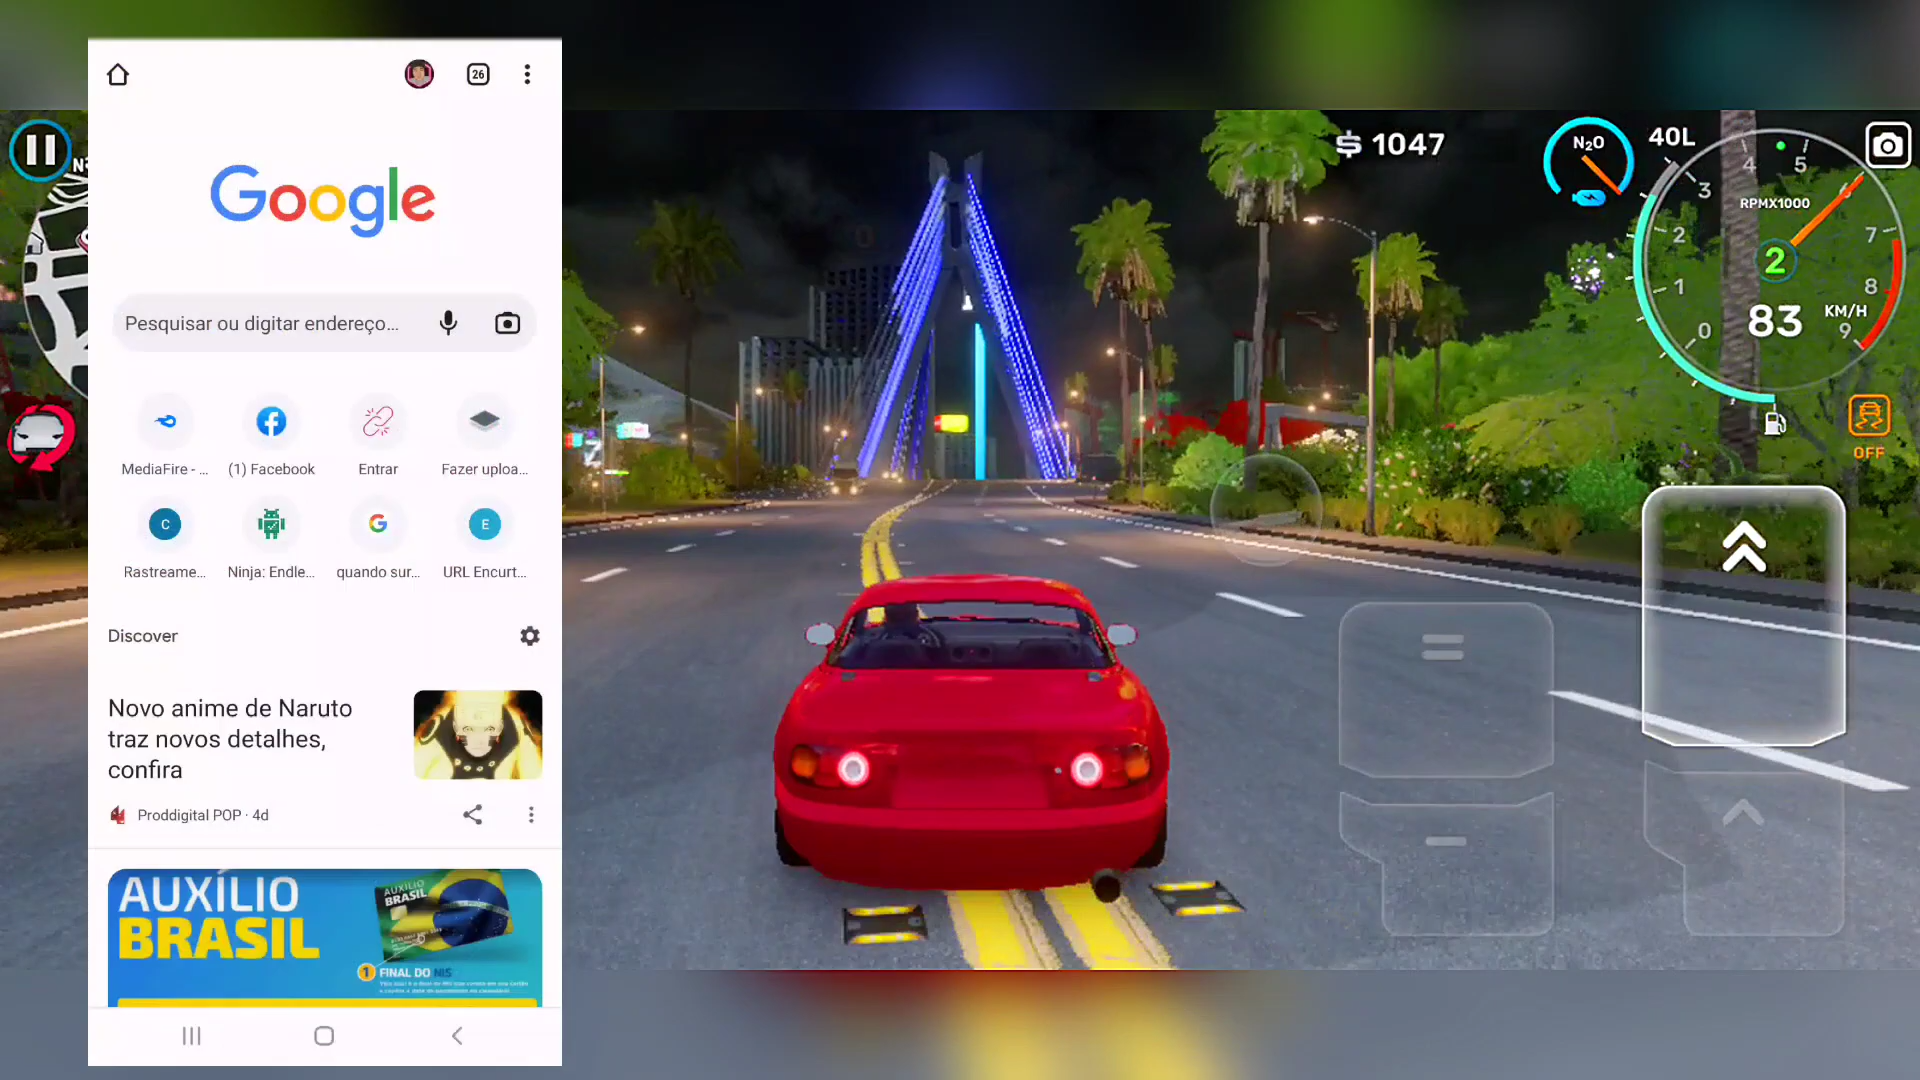 26
Google
Pesquisar ou digitar endereço...
MediaFire - ...
(1) Facebook
Entrar
Fazer uploa...
C
E
Rastreame...
Ninja: Endle...
quando sur...
URL Encurt...
Discover
Novo anime de Naruto
traz novos detalhes,
confira
Proddigital POP · 4d
AUXÍLIO
BRASIL
AUXÍLIO
BRASIL
1 FINAL DO NIS
$ 1047
N₂O
40L
0
1
2
3
4
5
6
7
8
9
RPMX1000
2
83
KM/H
OFF